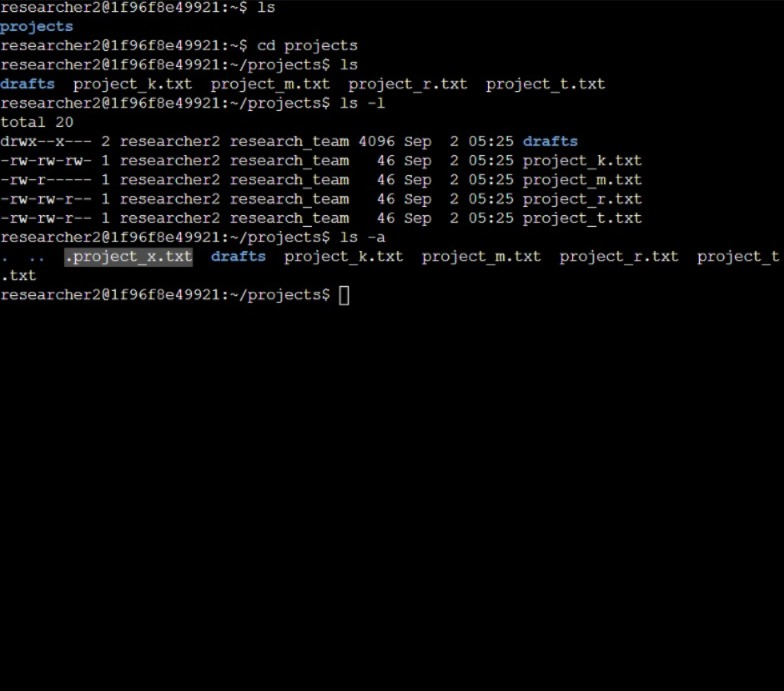 researcher2@1f96f8e49921:~$ ls
projects
researcher2@1f96f8e49921:~$ cd projects
researcher2@1f96f8e49921:~/projects$ ls
drafts  project_k.txt  project_m.txt  project_r.txt  project_t.txt
researcher2@1f96f8e49921:~/projects$ ls -l
total 20
drwx--x--- 2 researcher2 research_team 4096 Sep  2 05:25 drafts
-rw-rw-rw- 1 researcher2 research_team   46 Sep  2 05:25 project_k.txt
-rw-r----- 1 researcher2 research_team   46 Sep  2 05:25 project_m.txt
-rw-rw-r-- 1 researcher2 research_team   46 Sep  2 05:25 project_r.txt
-rw-rw-r-- 1 researcher2 research_team   46 Sep  2 05:25 project_t.txt
researcher2@1f96f8e49921:~/projects$ ls -a
.  ..  .project_x.txt  drafts  project_k.txt  project_m.txt  project_r.txt  project_t
.txt
researcher2@1f96f8e49921:~/projects$